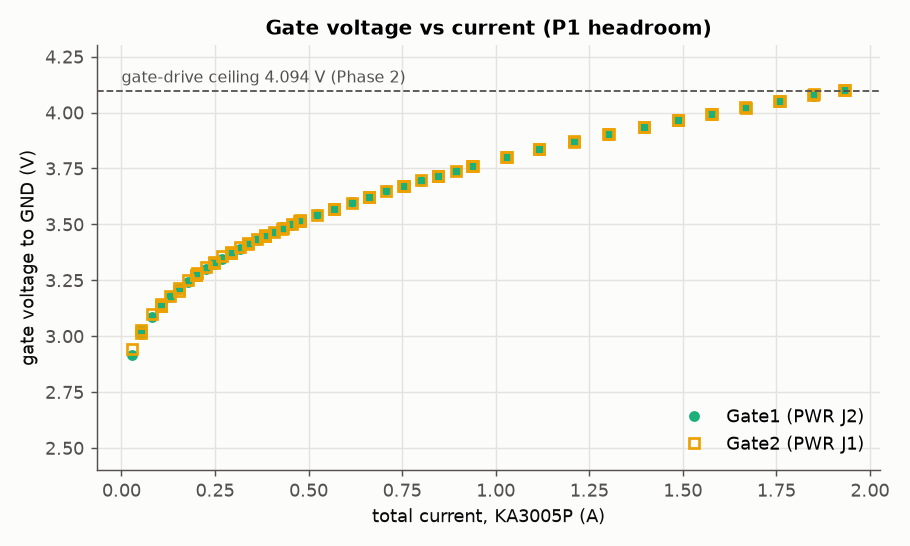 Gate voltage vs current (P1 headroom)
4.25
gate-drive ceiling 4.094 V (Phase 2)
4.00
3.75
3.50
3.25
3.00
2.75
2.50
gate voltage to GND (V)
Gate1 (PWR J2)
Gate2 (PWR J1)
0.00 0.25 0.50 0.75 1.00 1.25 1.50 1.75 2.00
total current, KA3005P (A)